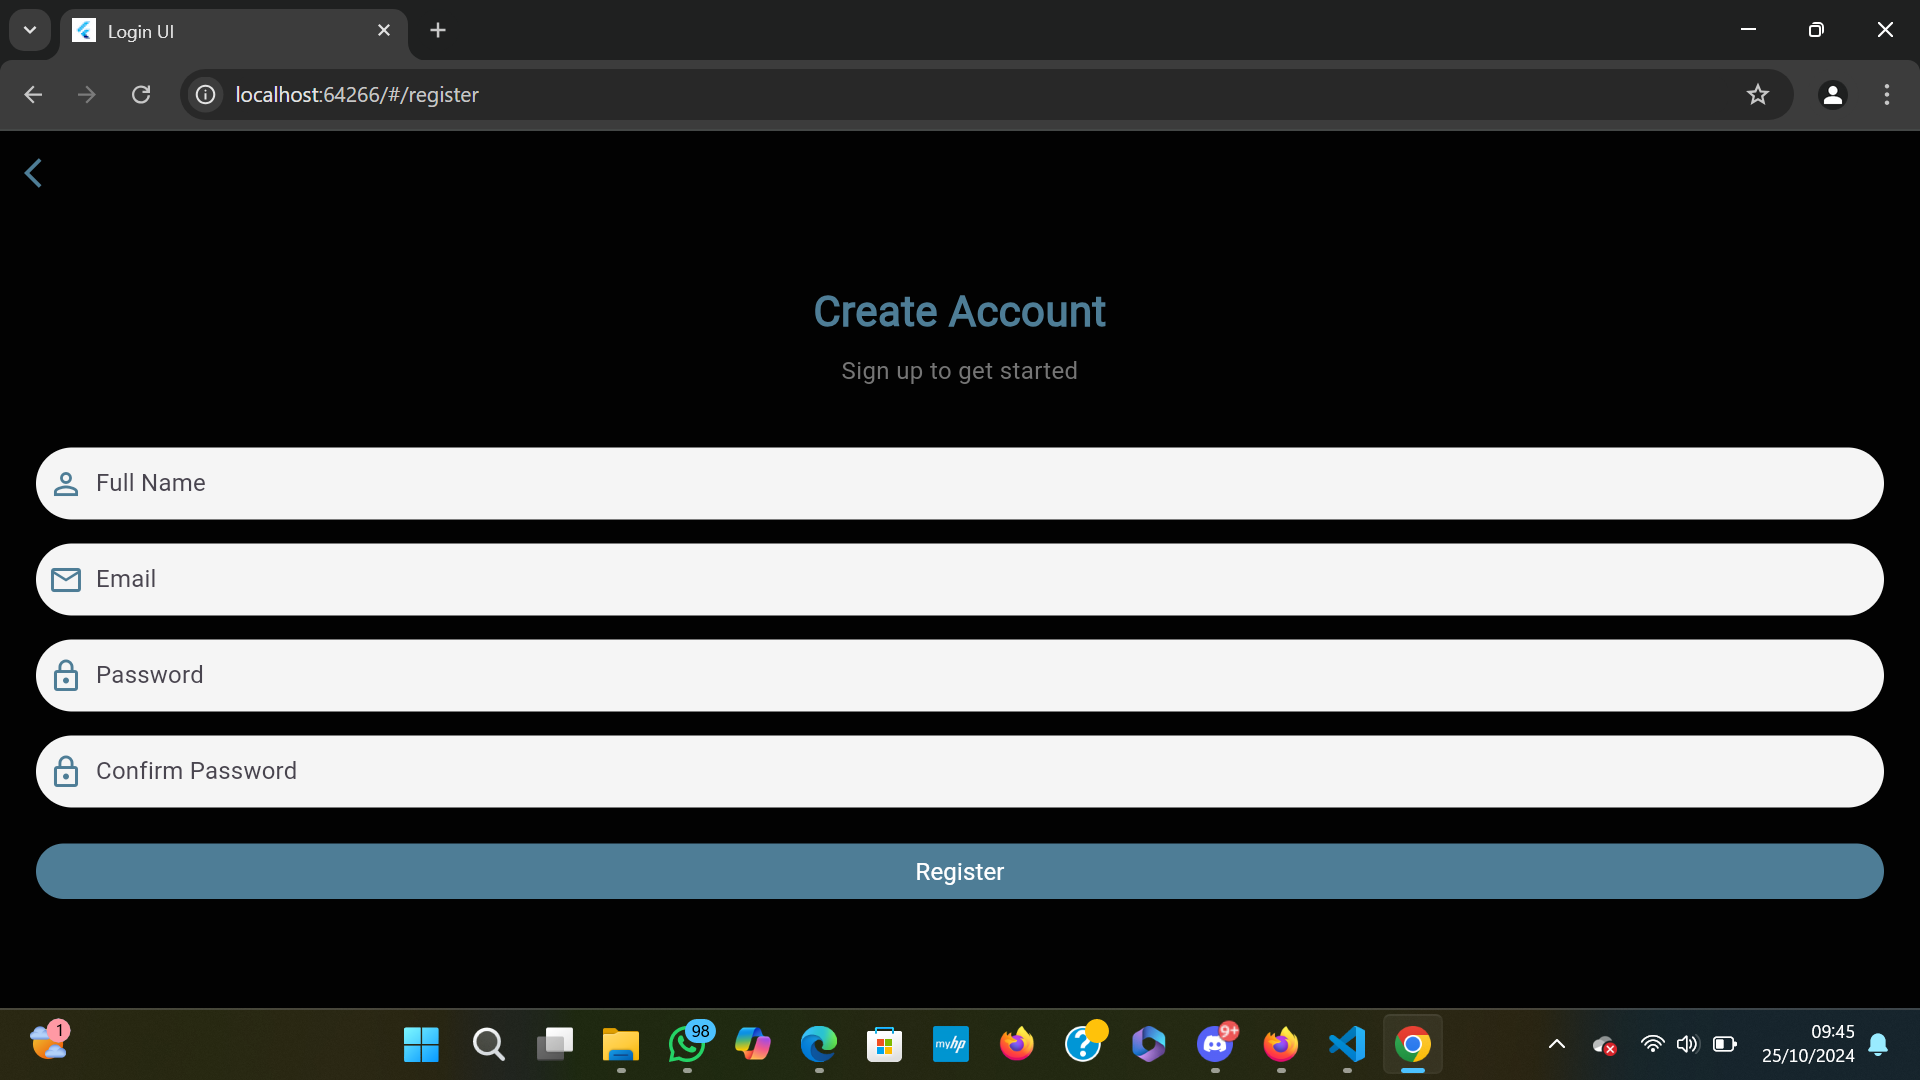 Login UI
localhost:64266/#/register
Create Account
Sign up to get started
Full Name
Email
Password
Confirm Password
Register
1
98
myhp
?
9+
09:45
25/10/2024